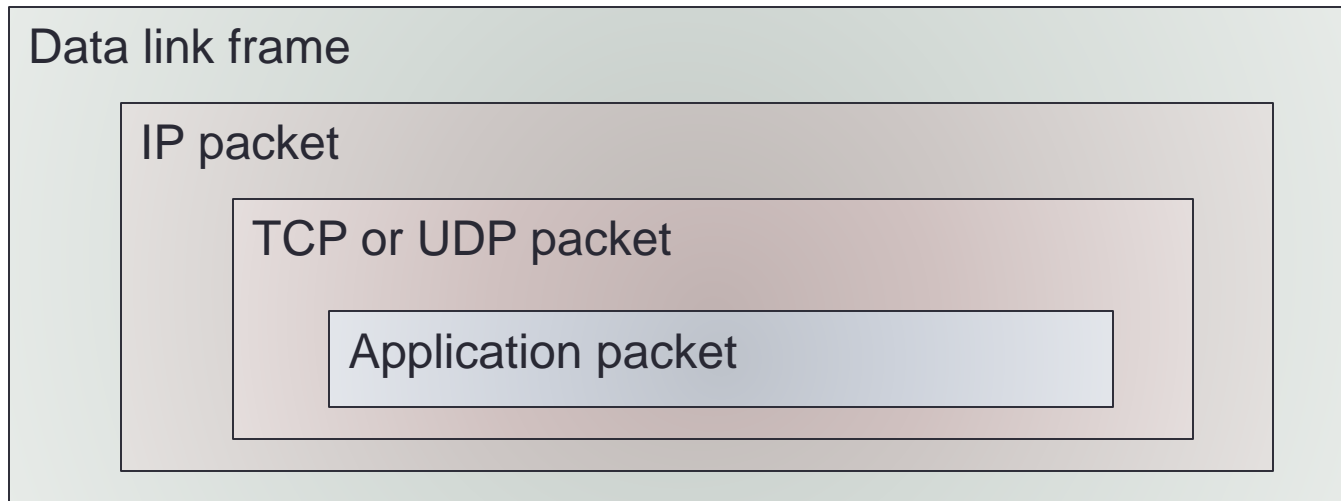 Data link frame
IP packet
TCP or UDP packet
Application packet